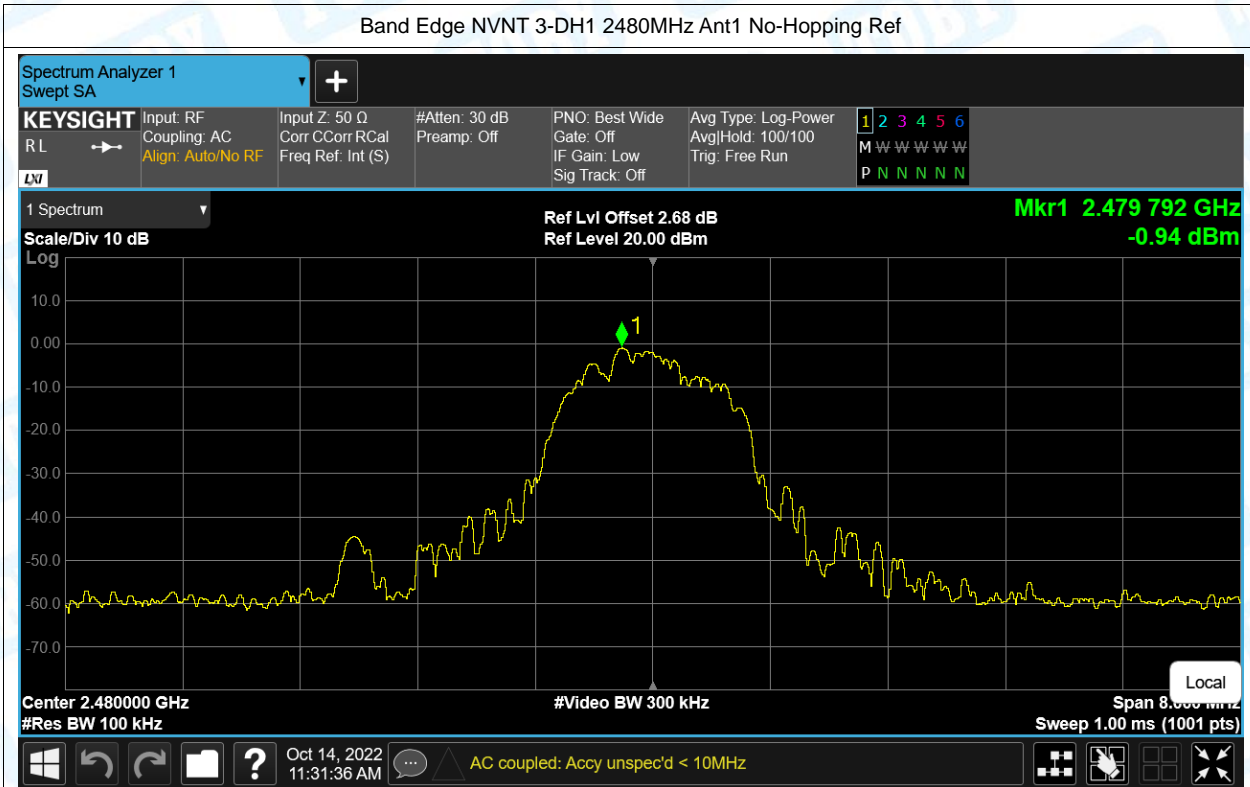 Band Edge NVNT 3-DH1 2480MHz Ant1 No-Hopping Ref
Spectrum Analyzer 1
Swept SA
KEYSIGHT
RL
LXI
Input: RF
Coupling: AC
Align: Auto/No RF
Input Z: 50 Ω
Corr CCorr RCal
Freq Ref: Int (S)
#Atten: 30 dB
Preamp: Off
PNO: Best Wide
Gate: Off
IF Gain: Low
Sig Track: Off
Avg Type: Log-Power
Avg|Hold: 100/100
Trig: Free Run
1 2 3 4 5 6
M W W W W W
P N N N N N
1 Spectrum
Scale/Div 10 dB
Ref Lvl Offset 2.68 dB
Ref Level 20.00 dBm
Mkr1 2.479 792 GHz
-0.94 dBm
Log
10.0
0.00
-10.0
-20.0
-30.0
-40.0
-50.0
-60.0
-70.0
1
Center 2.480000 GHz
#Res BW 100 kHz
#Video BW 300 kHz
Local
Span 8.000 MHz
Sweep 1.00 ms (1001 pts)
?
Oct 14, 2022
11:31:36 AM
AC coupled: Accy unspec'd < 10MHz